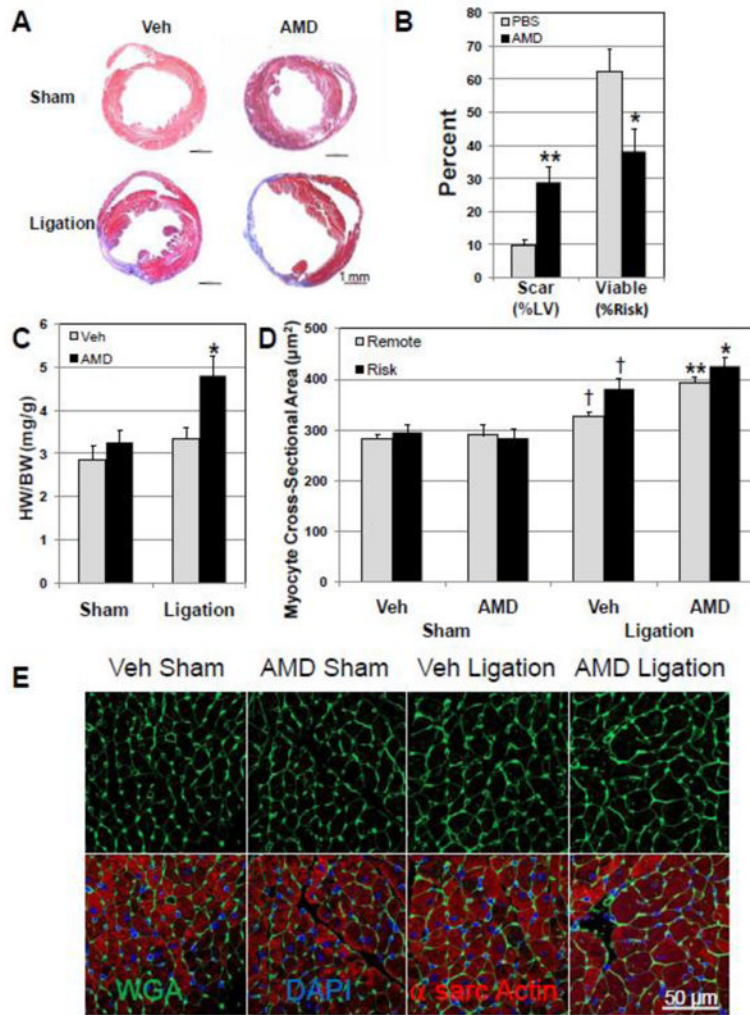 A
Veh
AMD
Sham
Ligation
1 mm
B
PBS
AMD
Percent
80
70
60
50
40
30
20
10
0
**
*
Scar
(%LV)
Viable
(%Risk)
C
Veh
AMD
HW/BW (mg/g)
6
5
4
3
2
1
0
*
Sham
Ligation
D
Remote
Risk
Myocyte Cross-Sectional Area (µm²)
500
400
300
200
100
0
†
†
**
*
Veh
AMD
Veh
AMD
Sham
Ligation
E
Veh Sham
AMD Sham
Veh Ligation
AMD Ligation
WGA
DAPI
α sarc Actin
50 µm